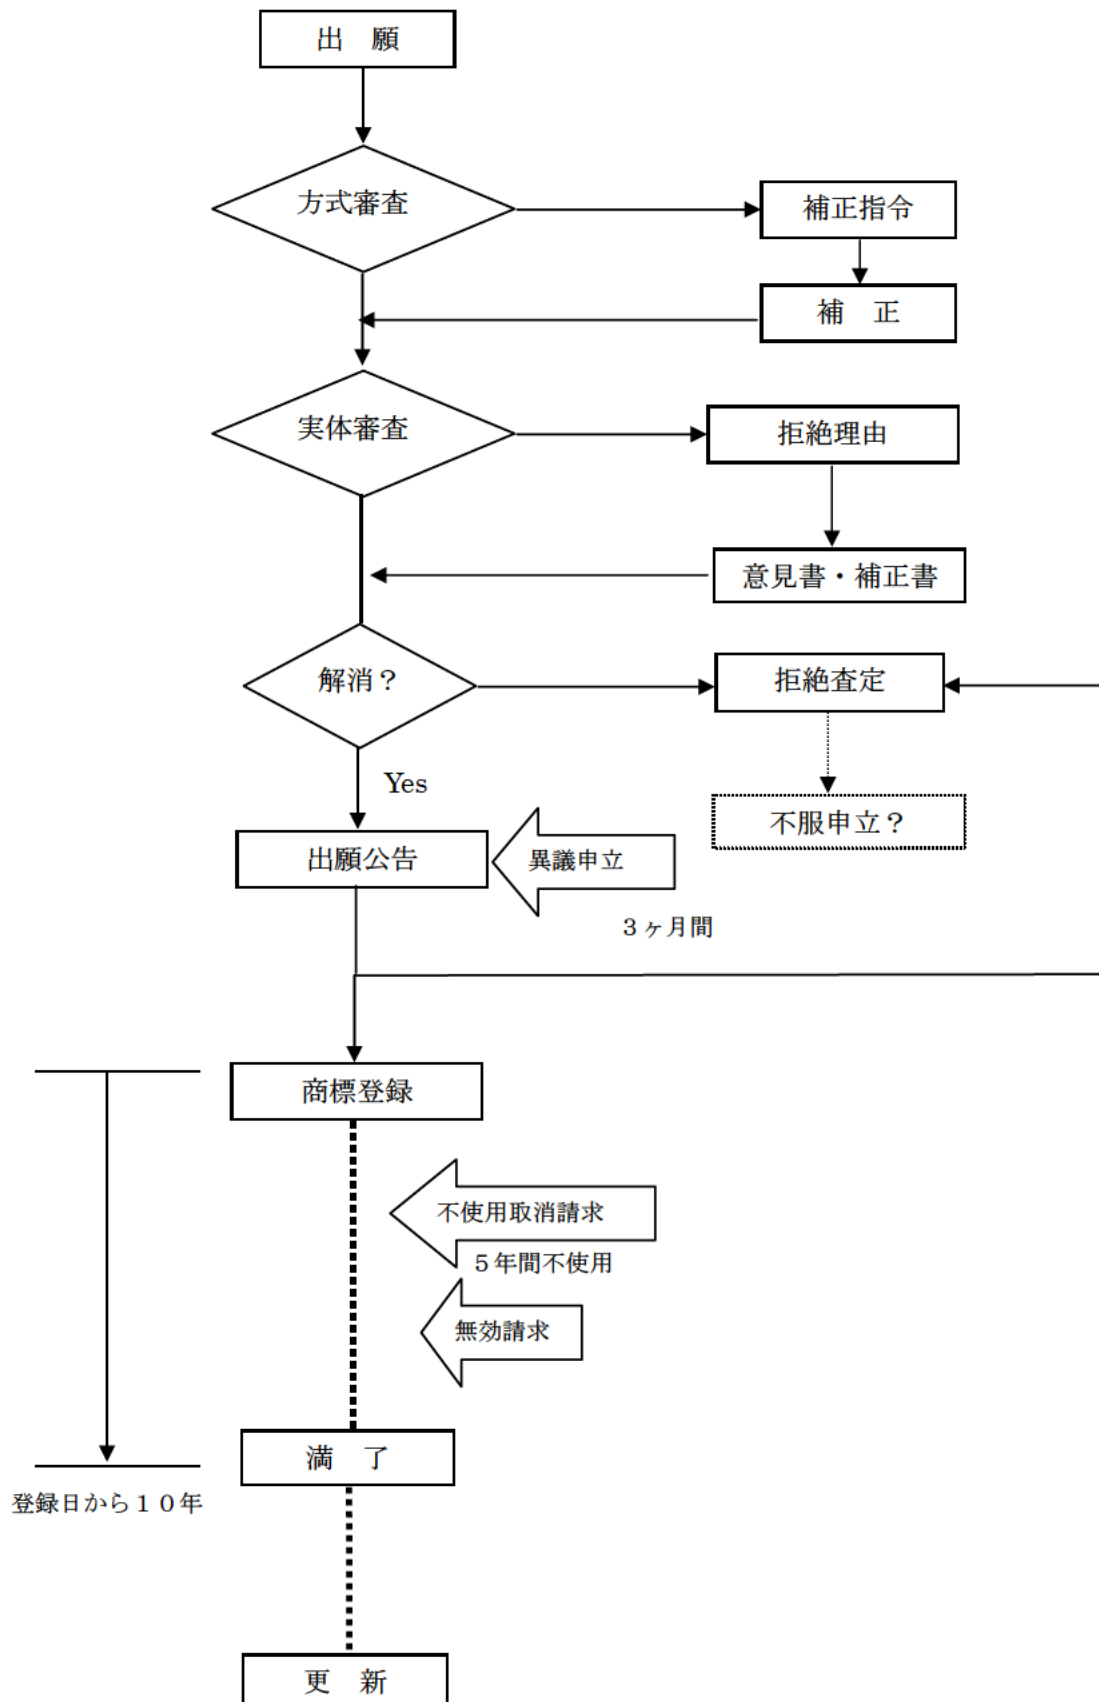 出　願
方式審査
補正指令
補　正
実体審査
拒絶理由
意見書・補正書
解消？
拒絶査定
Yes
不服申立？
出願公告
異議申立
３ヶ月間
商標登録
不使用取消請求
５年間不使用
無効請求
満　了
登録日から１０年
更　新